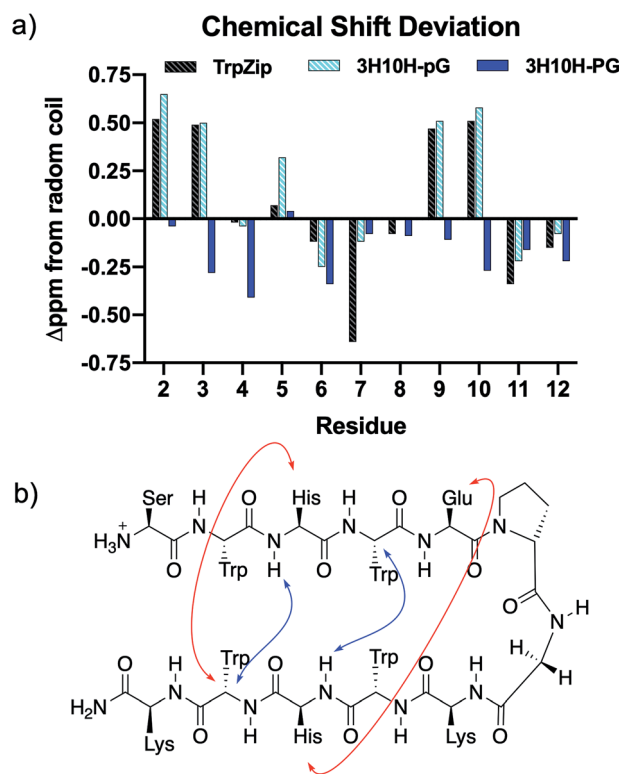 a)
Chemical Shift Deviation
TrpZip 3H10H-pG 3H10H-PG
Δppm from radom coil
0.75
0.50
0.25
0.00
-0.25
-0.50
-0.75
2 3 4 5 6 7 8 9 10 11 12
Residue
b)
Ser H O His H O Glu
H3N+ N N N N N N
O H Trp O H Trp H O
O N H
H H
O H Trp H O H Trp O H
H2N N N N N N
Lys O H His O H Lys O